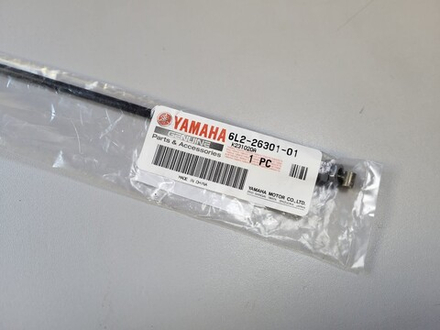 YAMAHA 6L2-26301-01
GENUINE K231020R
Parts & Accessories 1 PC
MADE IN CHINA
YAMAHA MOTOR CO., LTD.